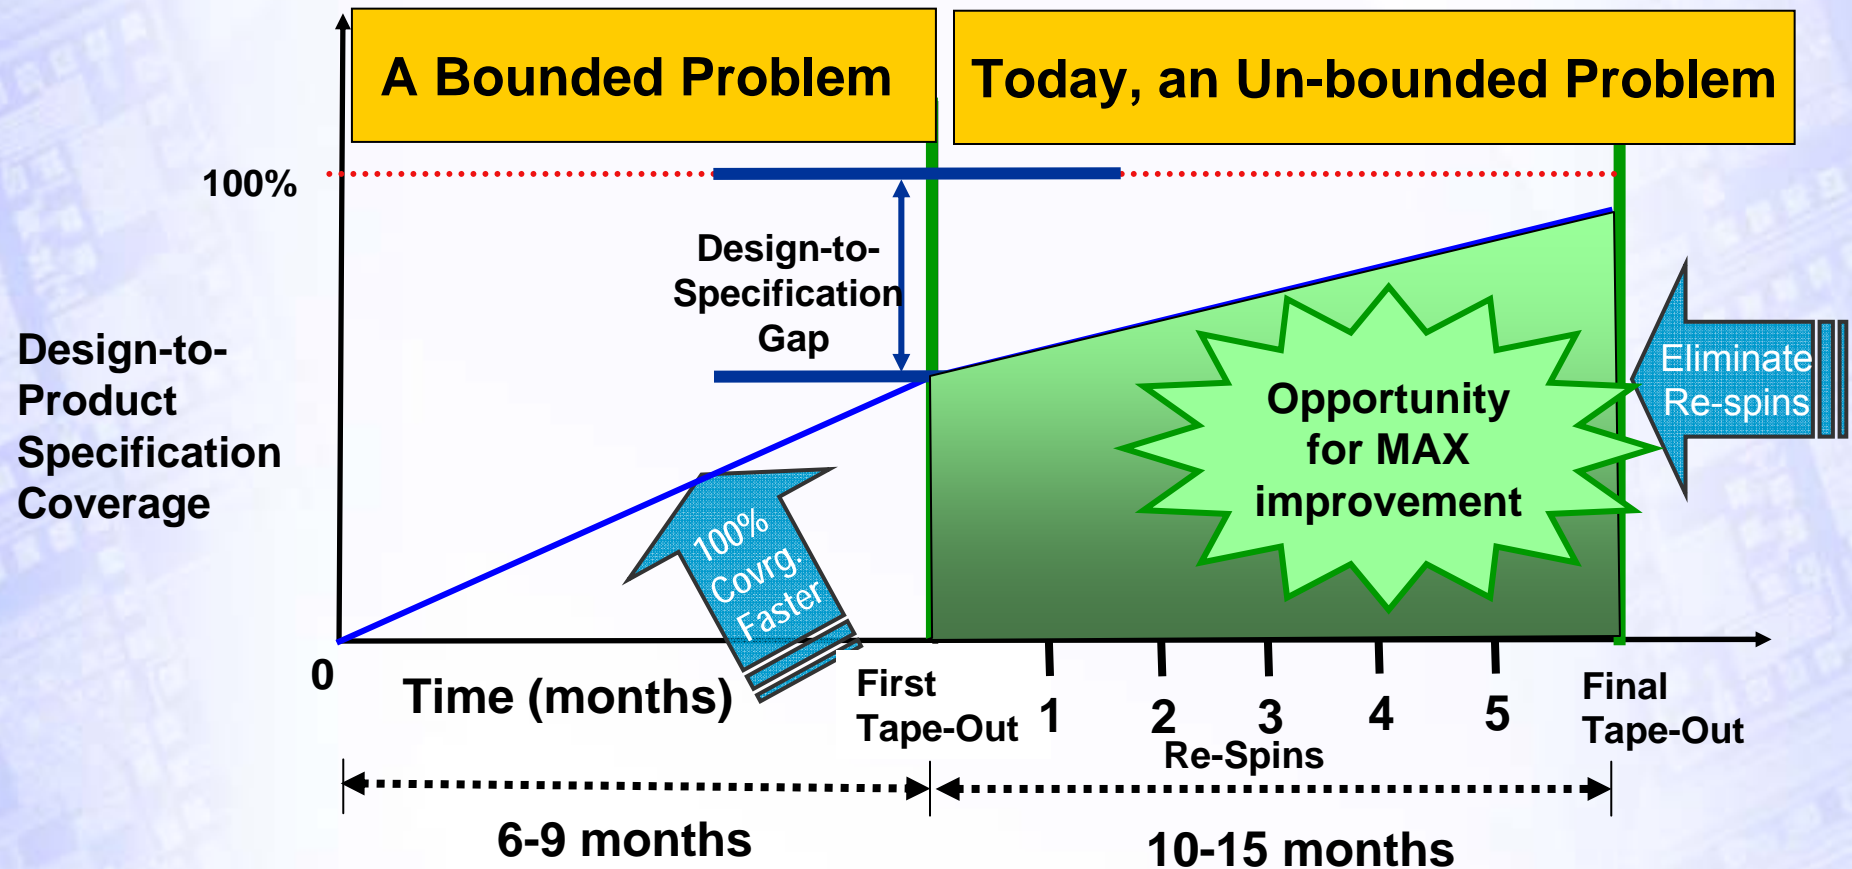 A Bounded Problem
Today, an Un-bounded Problem
100%
Design-to-
Specification
Gap
Design-to-
Product
Specification
Coverage
Opportunity
for MAX
improvement
Eliminate
Re-spins
100%
Covrg.
Faster
0
Time (months)
First
Tape-Out
1
2
3
4
5
Re-Spins
Final
Tape-Out
6-9 months
10-15 months